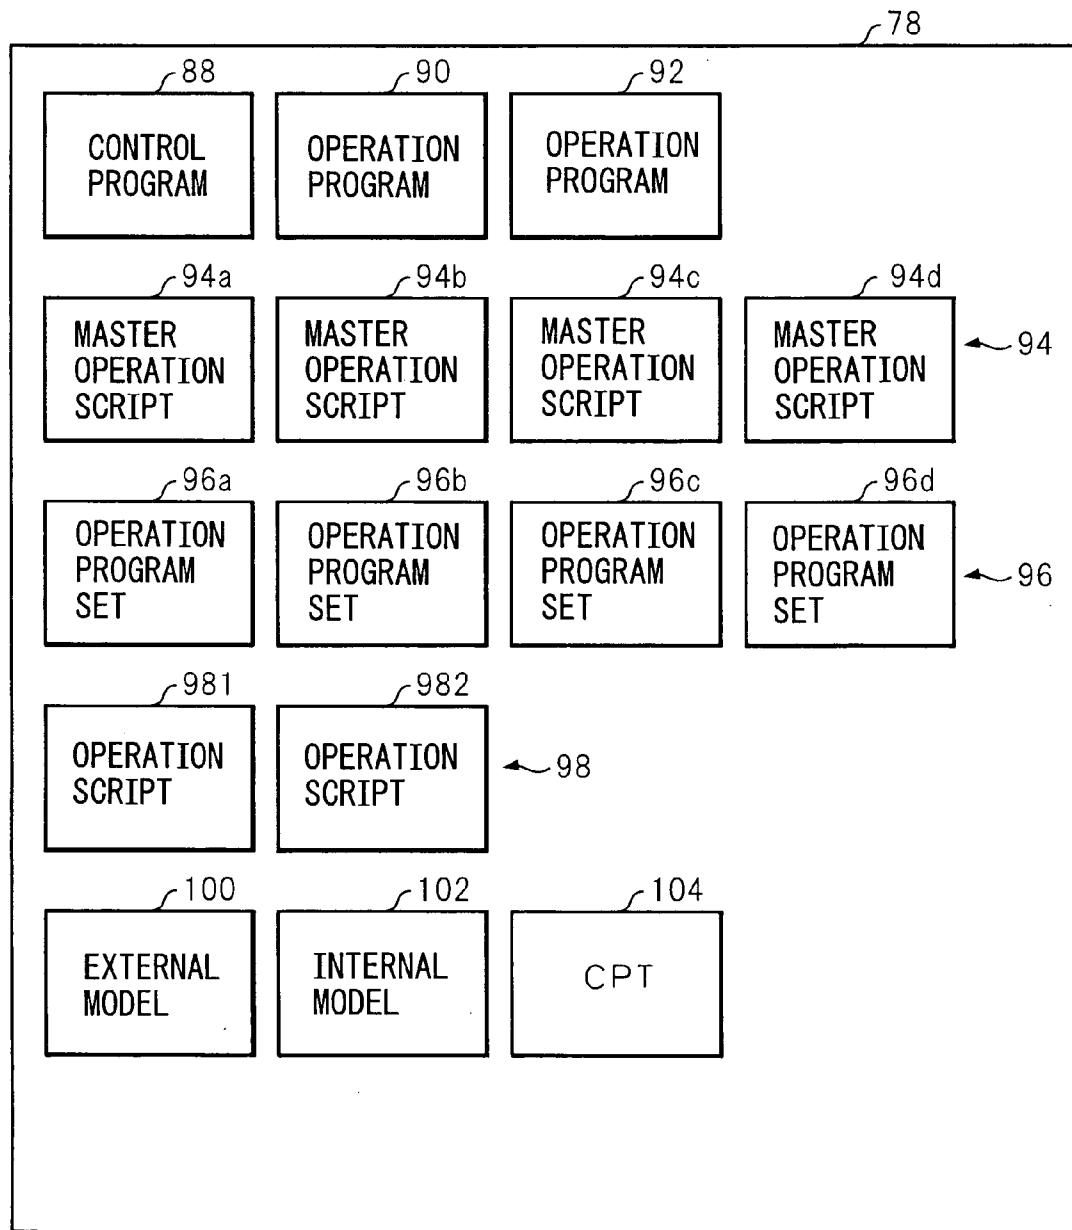 78
88
90
92
CONTROL
PROGRAM
OPERATION
PROGRAM
OPERATION
PROGRAM
94a
94b
94c
94d
MASTER
OPERATION
SCRIPT
MASTER
OPERATION
SCRIPT
MASTER
OPERATION
SCRIPT
MASTER
OPERATION
SCRIPT
94
96a
96b
96c
96d
OPERATION
PROGRAM
SET
OPERATION
PROGRAM
SET
OPERATION
PROGRAM
SET
OPERATION
PROGRAM
SET
96
981
982
OPERATION
SCRIPT
OPERATION
SCRIPT
98
100
102
104
EXTERNAL
MODEL
INTERNAL
MODEL
CPT